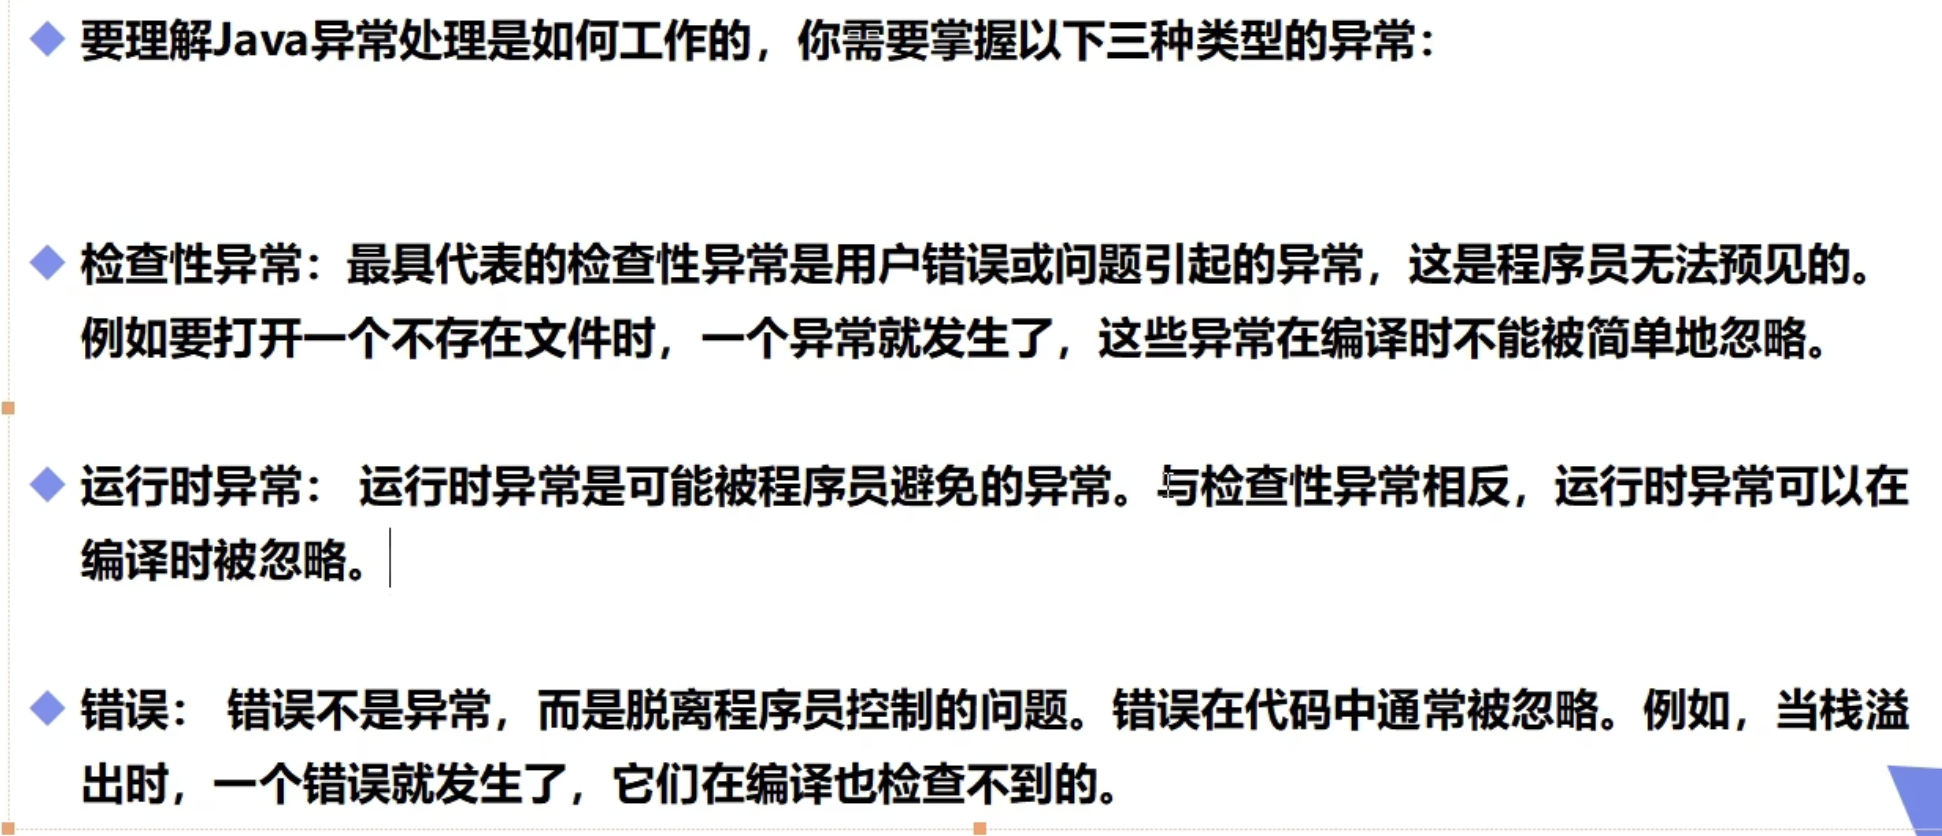 要理解Java异常处理是如何工作的，你需要掌握以下三种类型的异常：
检查性异常：最具代表的检查性异常是用户错误或问题引起的异常，这是程序员无法预见的。
例如要打开一个不存在文件时，一个异常就发生了，这些异常在编译时不能被简单地忽略。
运行时异常： 运行时异常是可能被程序员避免的异常。与检查性异常相反，运行时异常可以在
编译时被忽略。
错误： 错误不是异常，而是脱离程序员控制的问题。错误在代码中通常被忽略。例如，当栈溢
出时，一个错误就发生了，它们在编译也检查不到的。